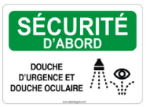 SÉCURITÉ
D'ABORD
DOUCHE
D'URGENCE ET
DOUCHE OCULAIRE